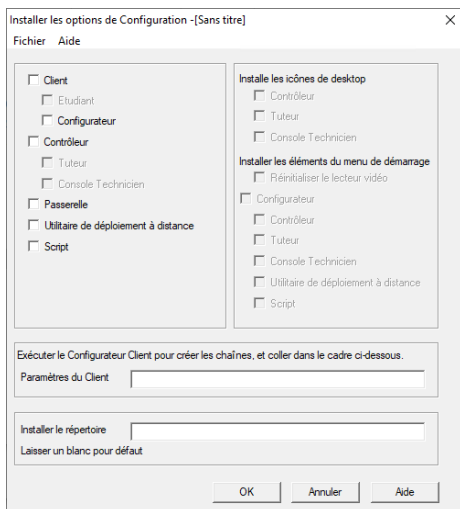 Installer les options de Configuration -[Sans titre]
Fichier Aide
Client
Etudiant
Configurateur
Contrôleur
Tuteur
Console Technicien
Passerelle
Utilitaire de déploiement à distance
Script
Installe les icônes de desktop
Contrôleur
Tuteur
Console Technicien
Installer les éléments du menu de démarrage
Réinitialiser le lecteur vidéo
Configurateur
Contrôleur
Tuteur
Console Technicien
Utilitaire de déploiement à distance
Script
Exécuter le Configurateur Client pour créer les chaînes, et coller dans le cadre ci-dessous.
Paramètres du Client
Installer le répertoire
Laisser un blanc pour défaut
OK Annuler Aide